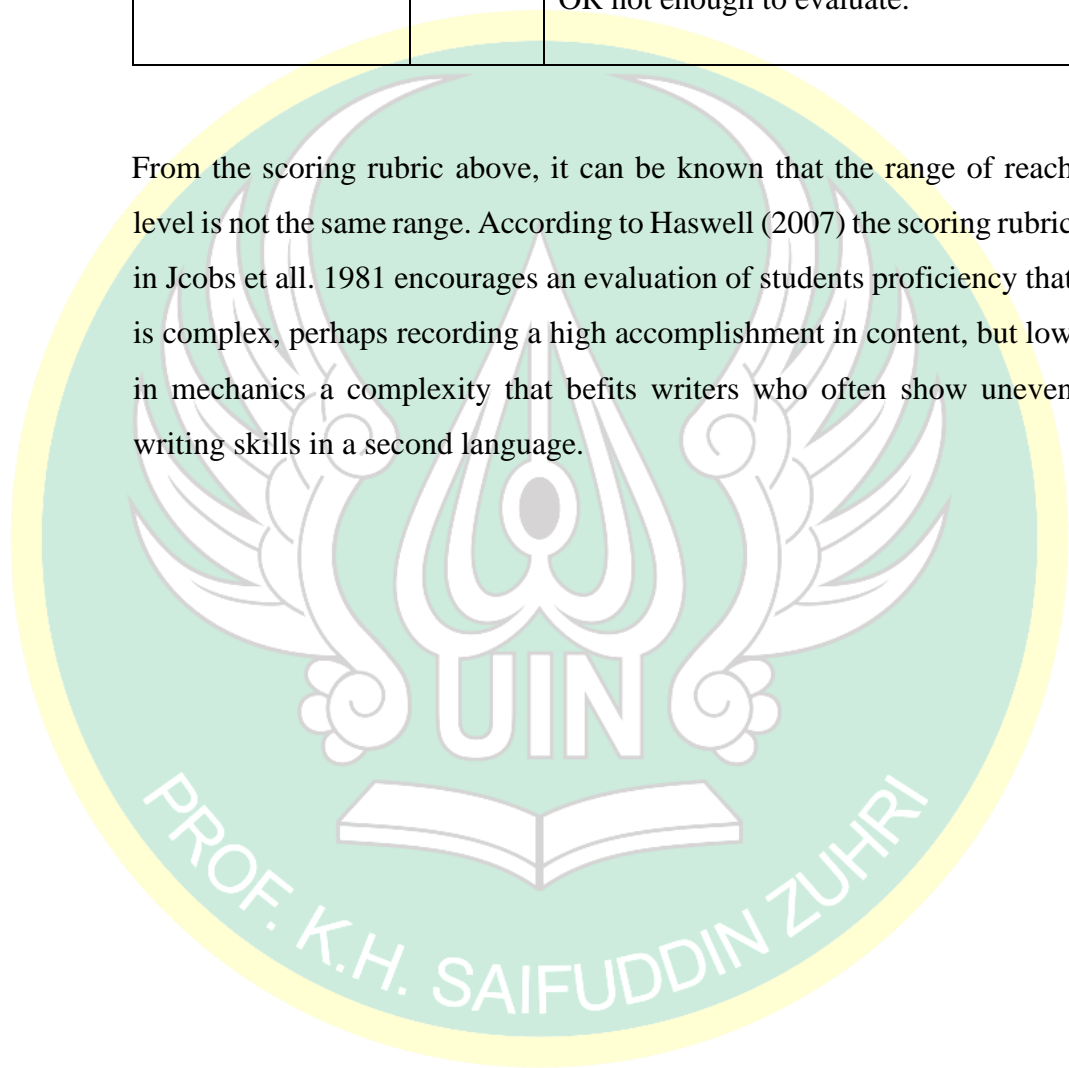 OR not enough to evaluate.
From the scoring rubric above, it can be known that the range of reach
level is not the same range. According to Haswell (2007) the scoring rubric
in Jcobs et all. 1981 encourages an evaluation of students proficiency that
is complex, perhaps recording a high accomplishment in content, but low
in mechanics a complexity that befits writers who often show uneven
writing skills in a second language.
UIN
PROF. K.H. SAIFUDDIN ZUHRI